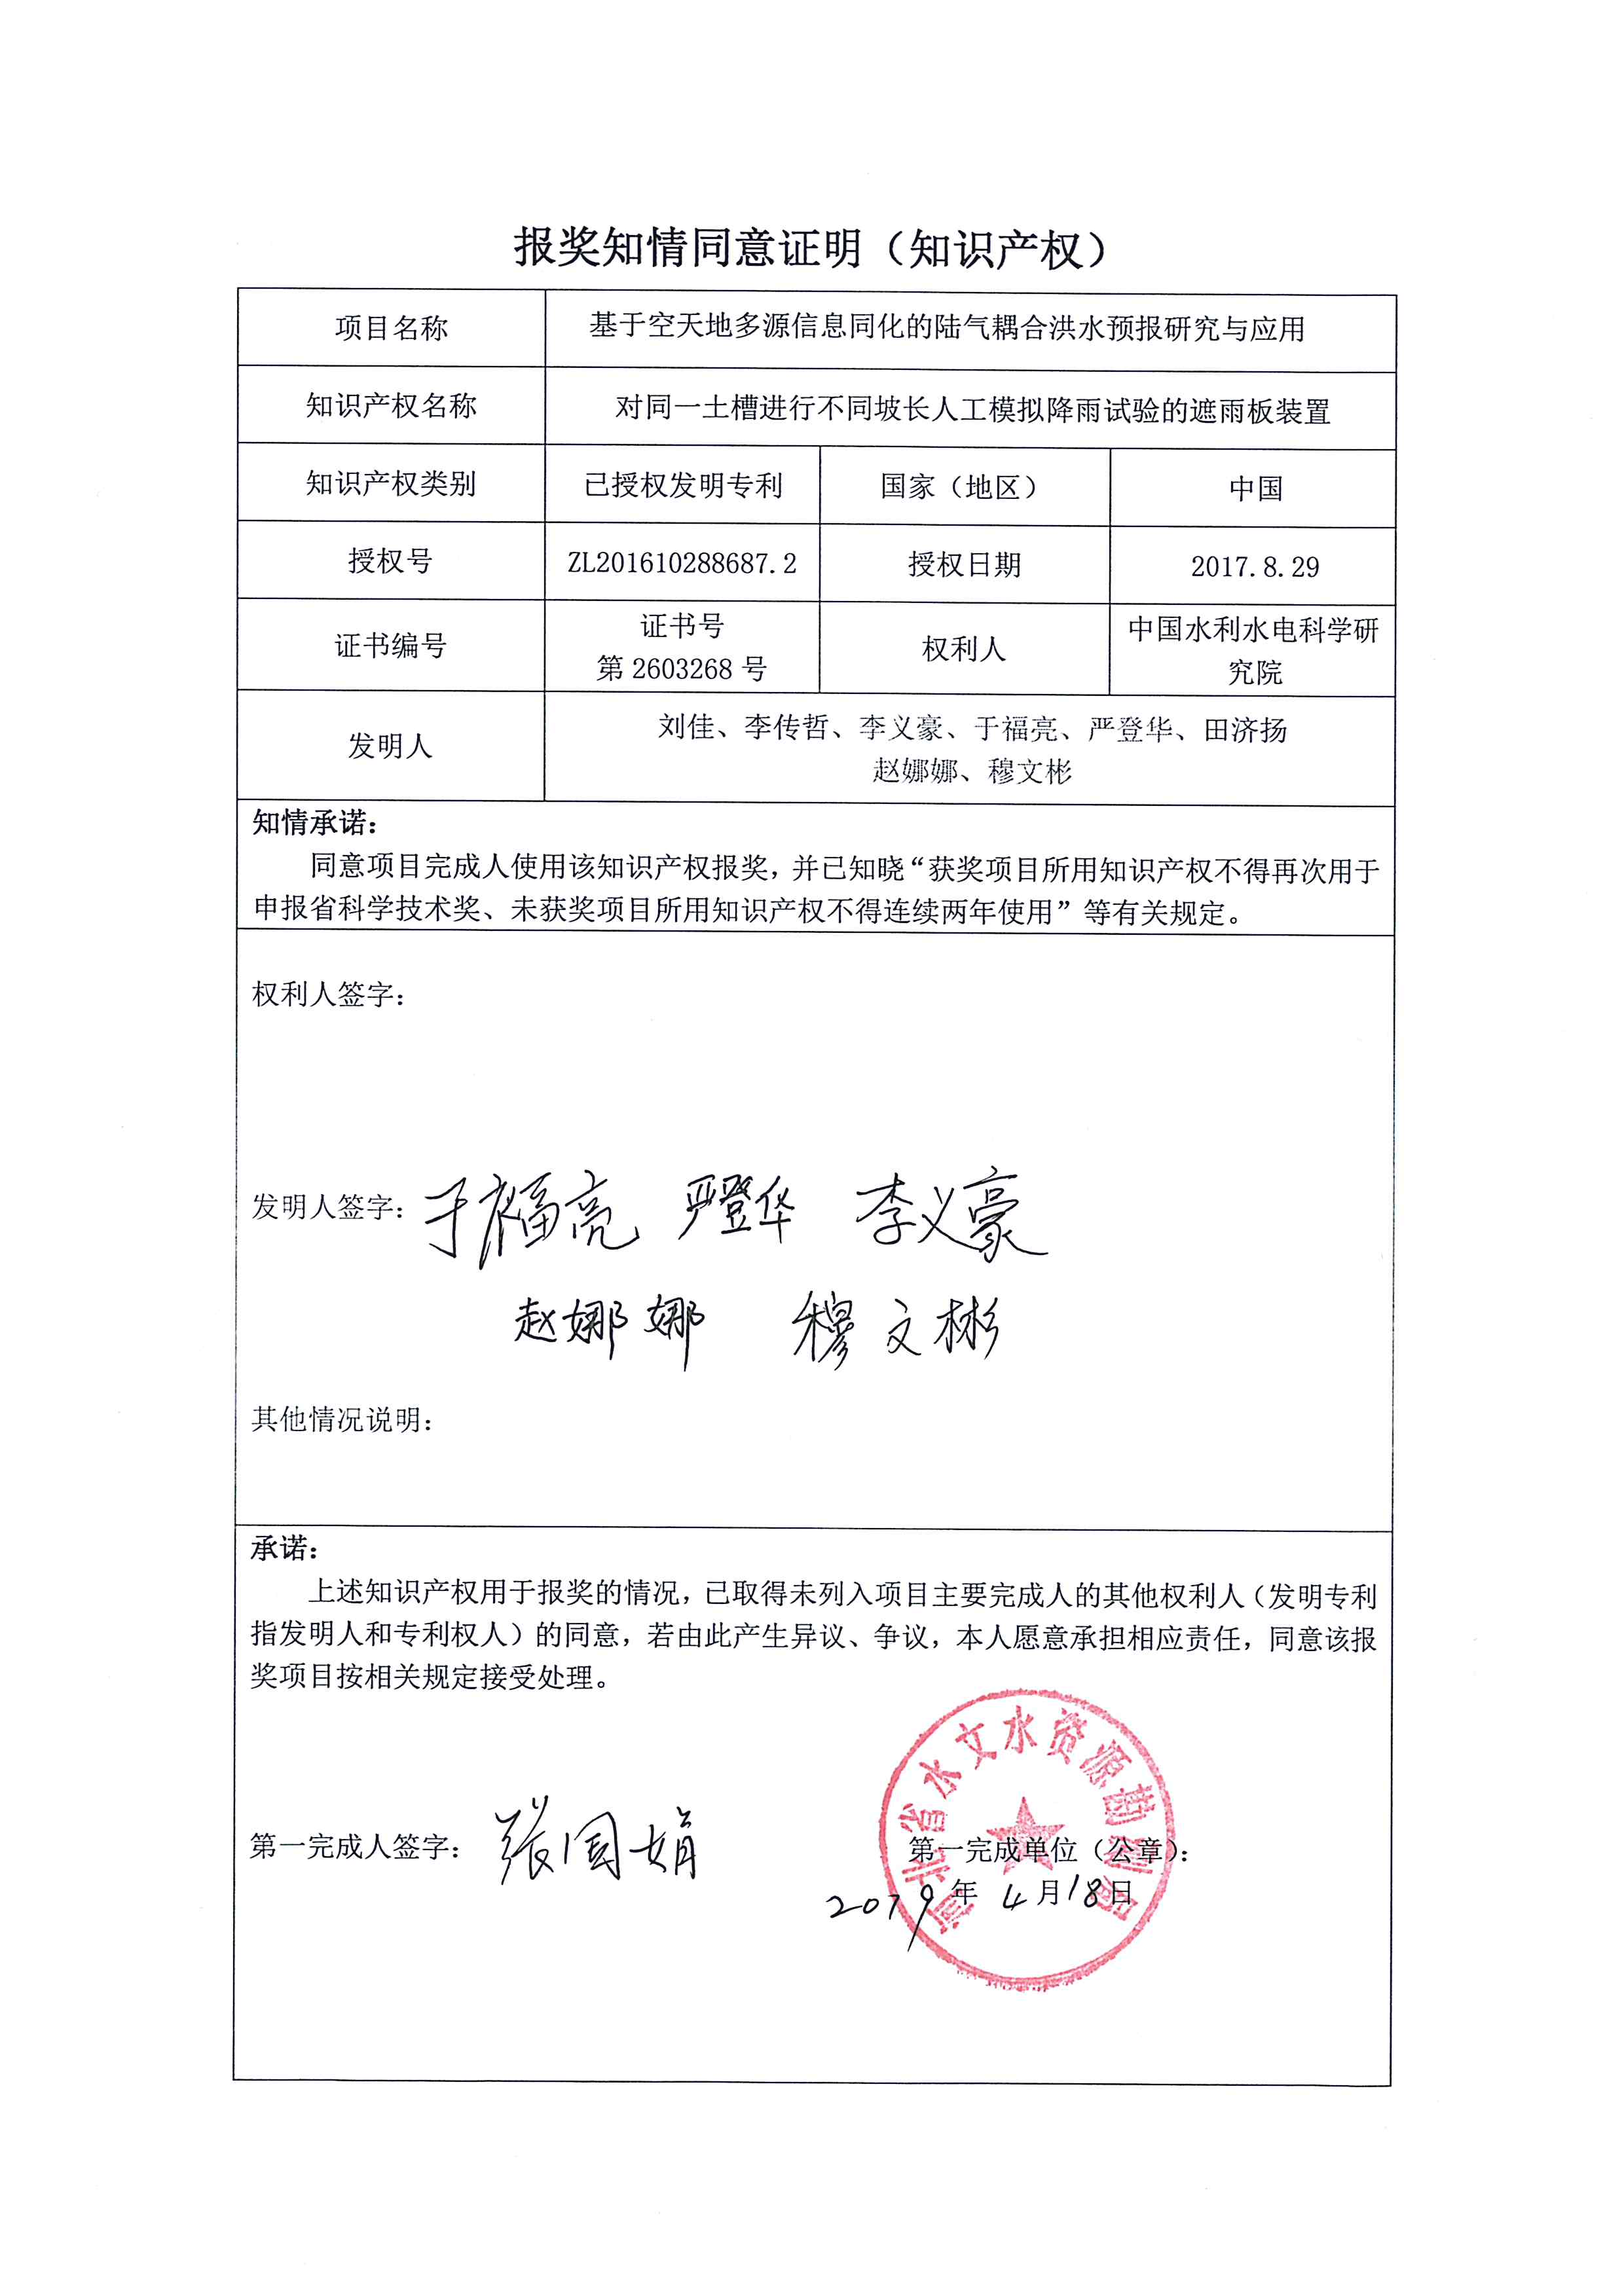 报奖知情同意证明（知识产权）
项目名称 基于空天地多源信息同化的陆气耦合洪水预报研究与应用
知识产权名称 对同一土槽进行不同坡长人工模拟降雨试验的遮雨板装置
知识产权类别 已授权发明专利 国家（地区） 中国
授权号 ZL201610288687.2 授权日期 2017.8.29
证书编号 证书号 第 2603268 号 权利人 中国水利水电科学研究院
发明人 刘佳、李传哲、李义豪、于福亮、严登华、田济扬
赵娜娜、穆文彬
知情承诺：
同意项目完成人使用该知识产权报奖，并已知晓“获奖项目所用知识产权不得再次用于
申报省科学技术奖、未获奖项目所用知识产权不得连续两年使用”等有关规定。
权利人签字：
发明人签字：于福亮 严登华 李义豪
赵娜娜 穆文彬
其他情况说明：
承诺：
上述知识产权用于报奖的情况，已取得未列入项目主要完成人的其他权利人（发明专利
指发明人和专利权人）的同意，若由此产生异议、争议，本人愿意承担相应责任，同意该报
奖项目按相关规定接受处理。
河北省水文水资源勘测局
第一完成人签字：张国娟 第一完成单位（公章）：
2019年 4月18日